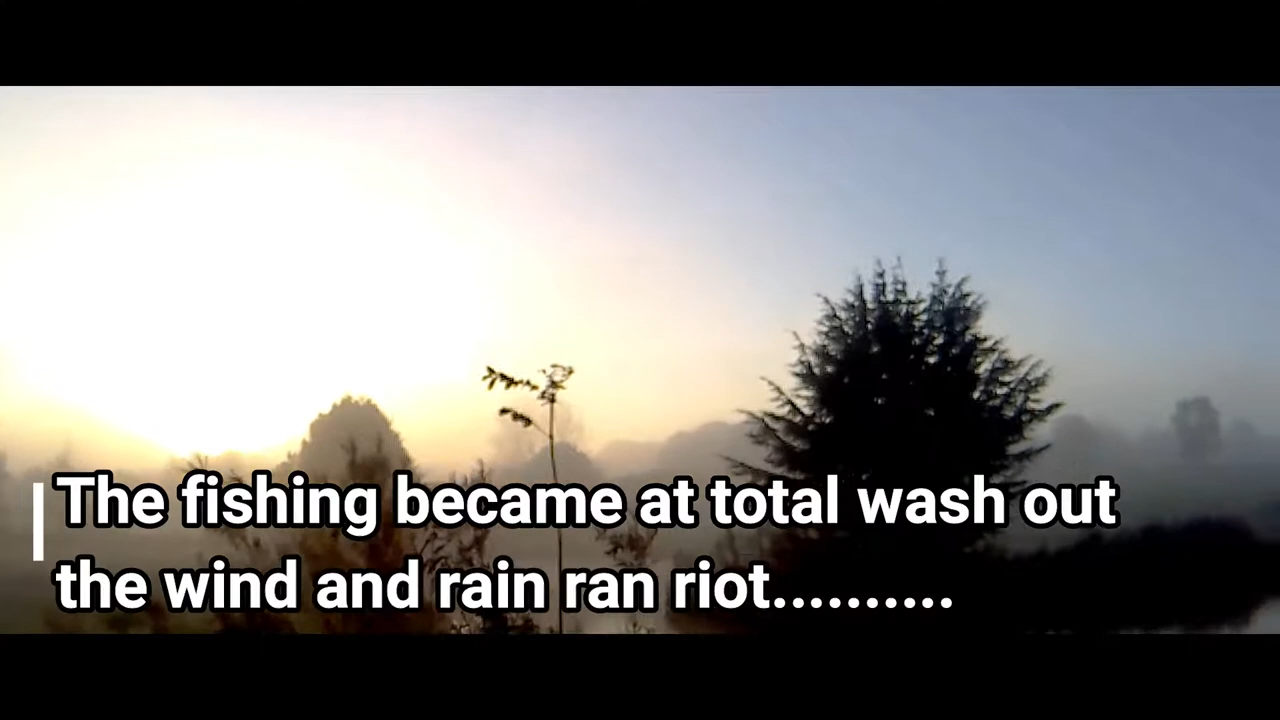 The fishing became at total wash out
the wind and rain ran riot..........